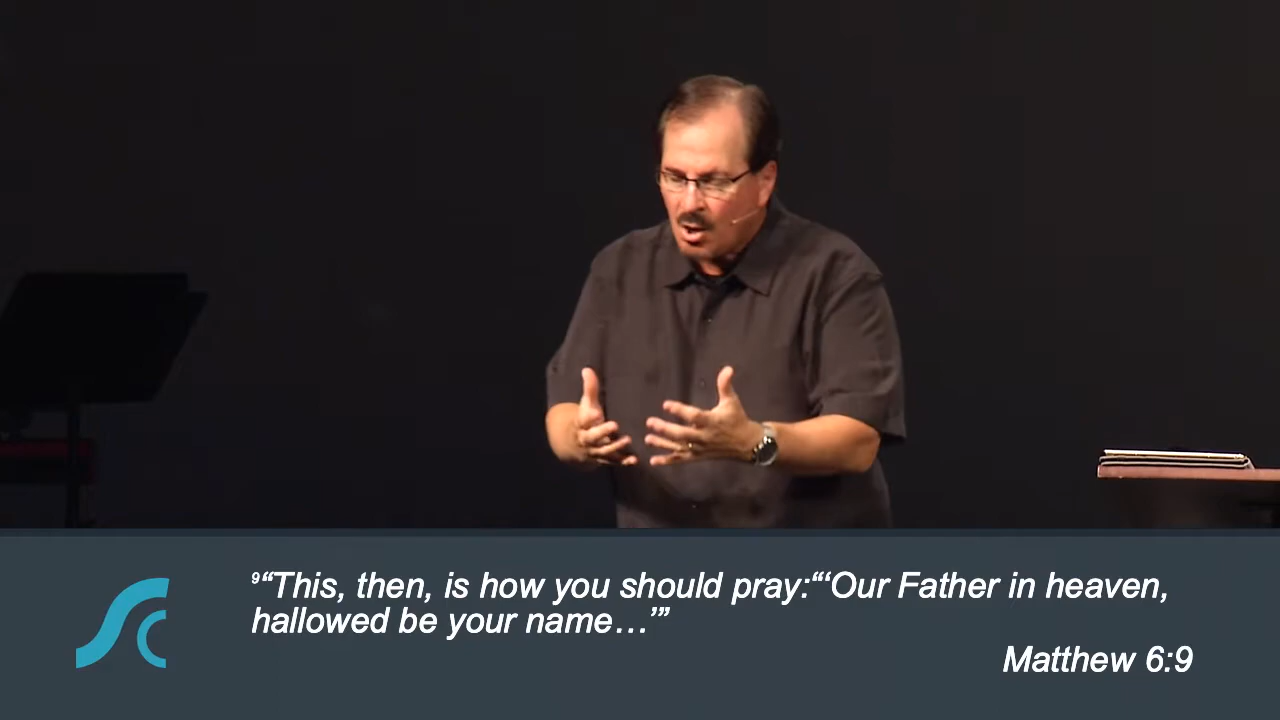 ⁹“This, then, is how you should pray:“‘Our Father in heaven,
hallowed be your name…’”
Matthew 6:9